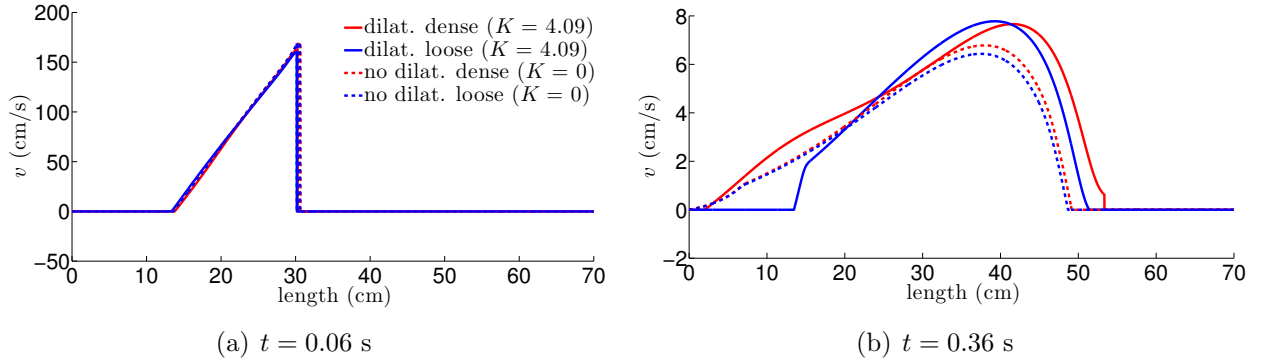 200
150
100
50
0
−50
0 10 20 30 40 50 60 70
v (cm/s)
length (cm)
dilat. dense (K = 4.09)
dilat. loose (K = 4.09)
no dilat. dense (K = 0)
no dilat. loose (K = 0)
(a) t = 0.06 s
8
6
4
2
0
−2
0 10 20 30 40 50 60 70
v (cm/s)
length (cm)
(b) t = 0.36 s